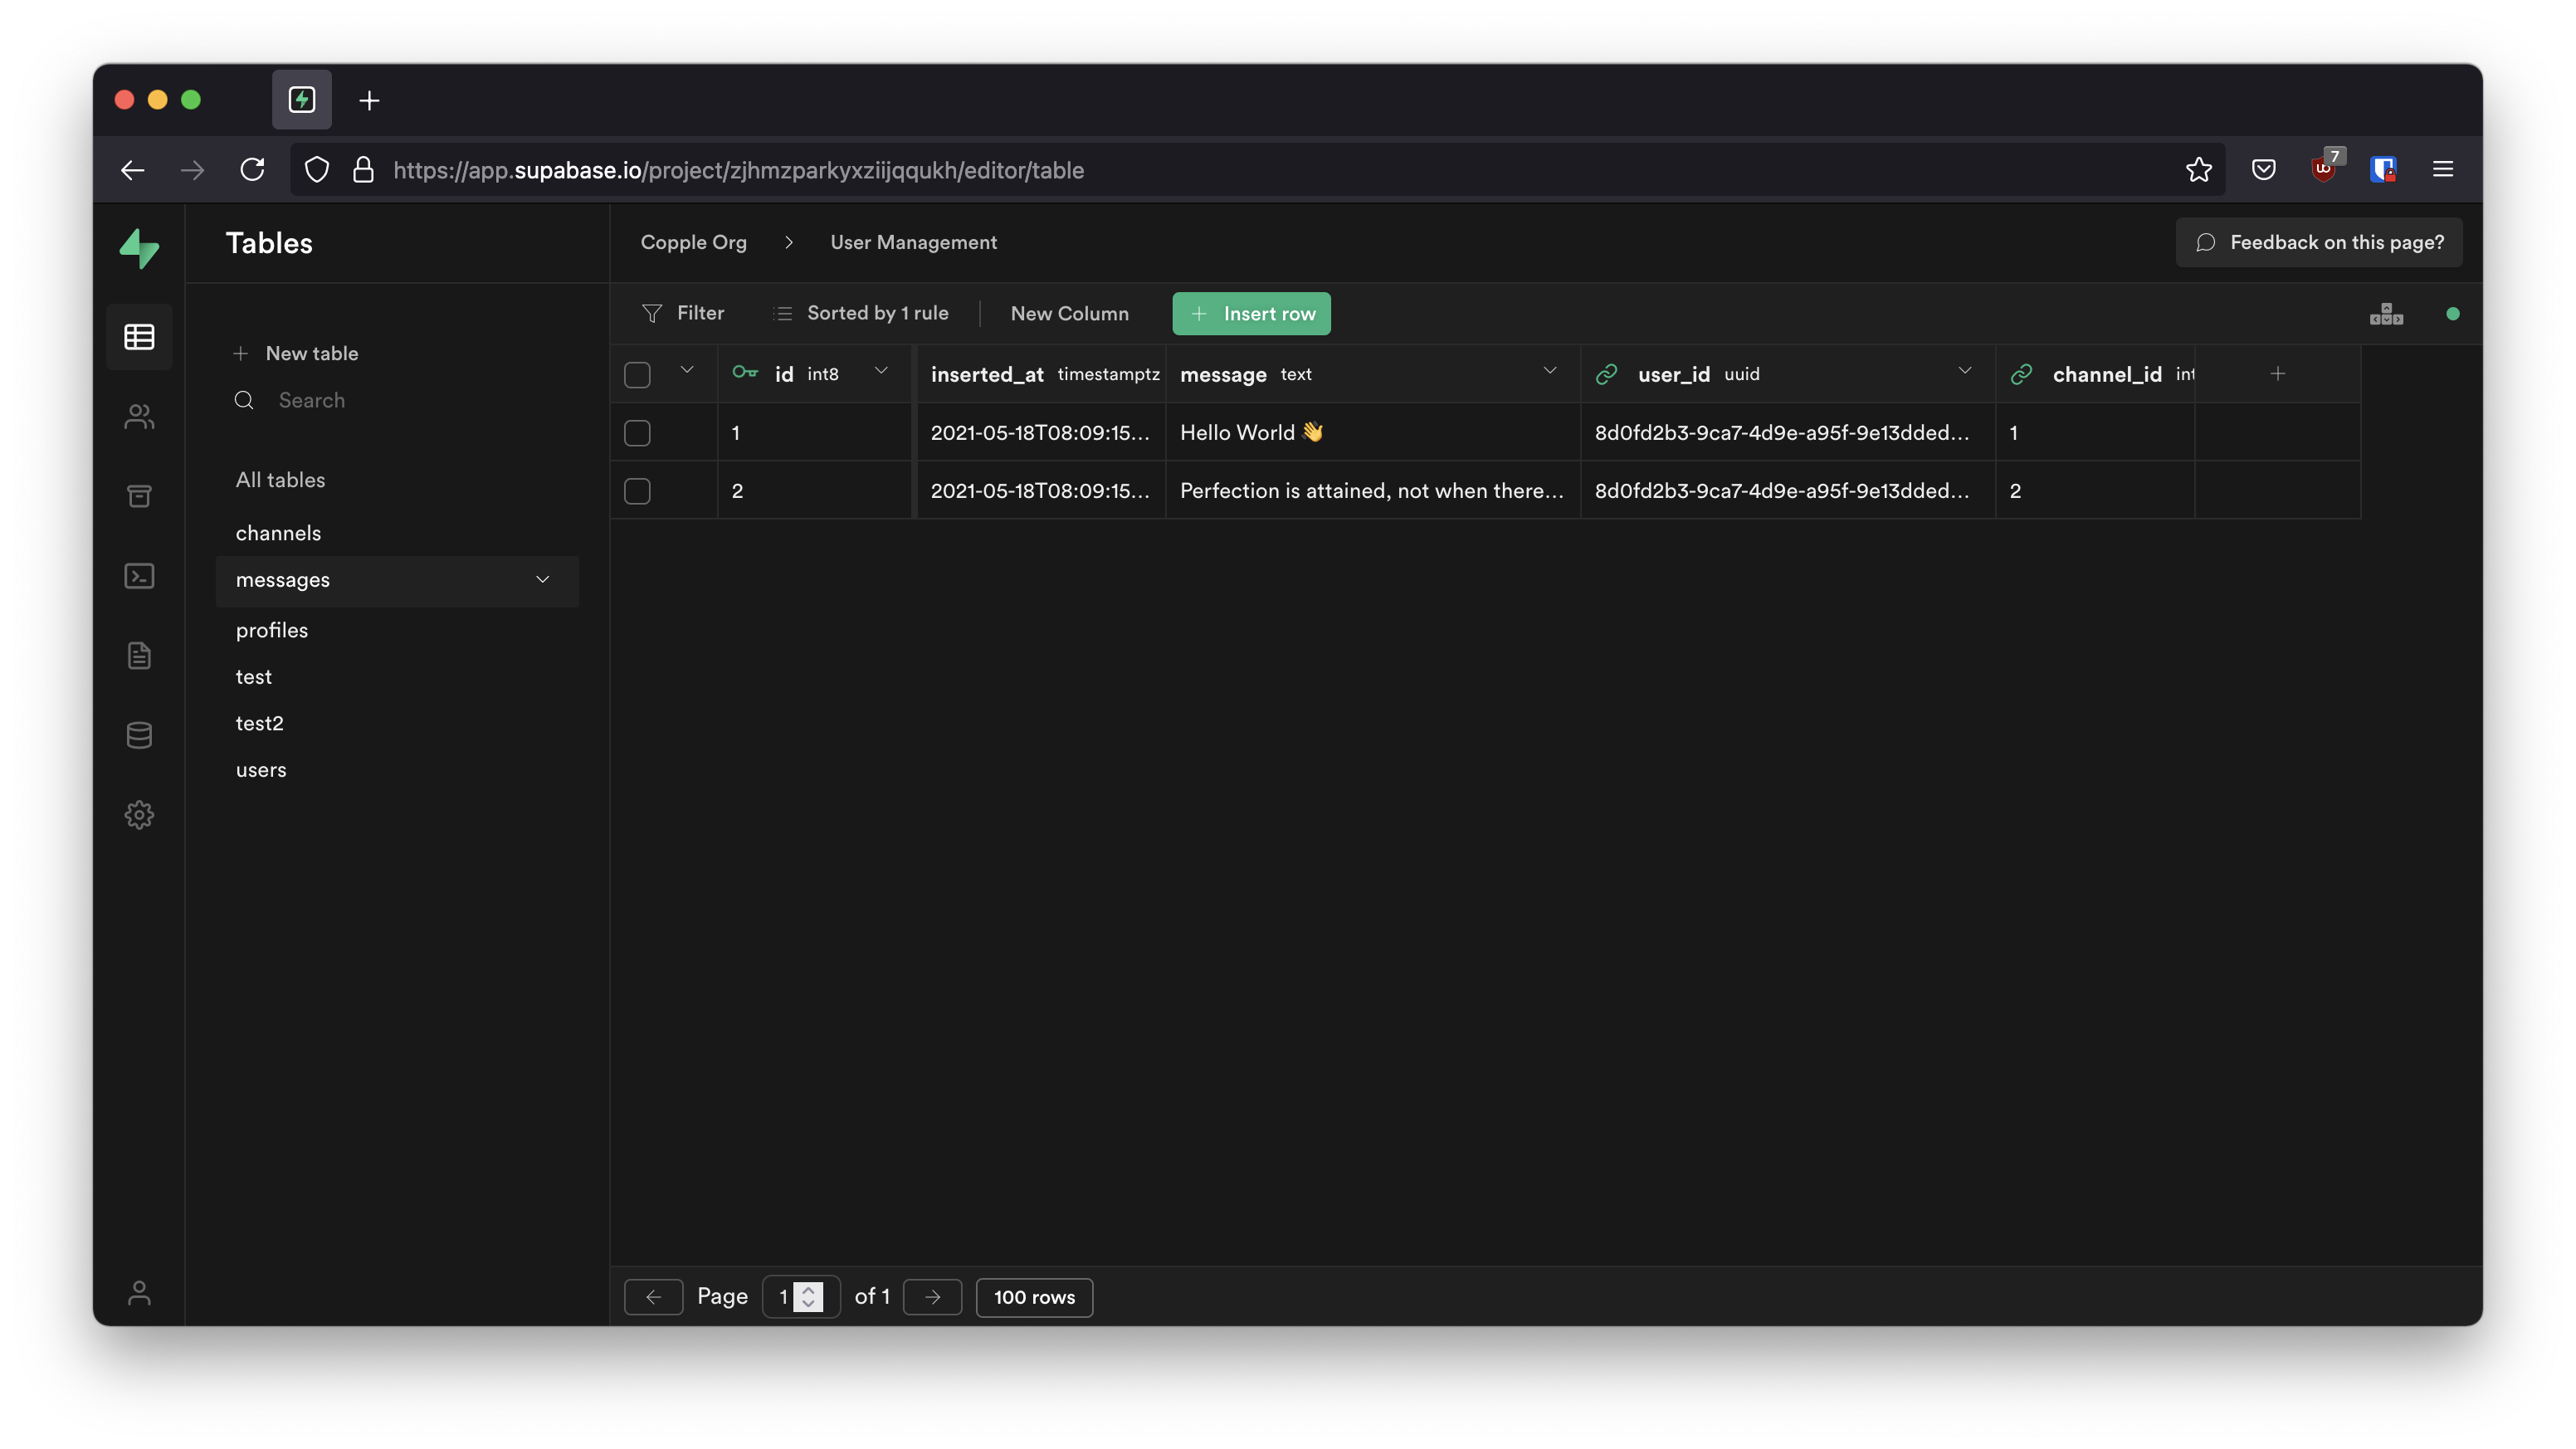 7
https://app.supabase.io/project/zjhmzparkyxziijqqukh/editor/table
Tables
Copple Org > User Management
Feedback on this page?
Filter
Sorted by 1 rule
New Column
+ Insert row
+ New table
Search
All tables
channels
messages
profiles
test
test2
users
id int8 inserted_at timestamptz message text user_id uuid channel_id int
1 2021-05-18T08:09:15... Hello World 👋 8d0fd2b3-9ca7-4d9e-a95f-9e13dded... 1
2 2021-05-18T08:09:15... Perfection is attained, not when there... 8d0fd2b3-9ca7-4d9e-a95f-9e13dded... 2
Page 1 of 1 100 rows